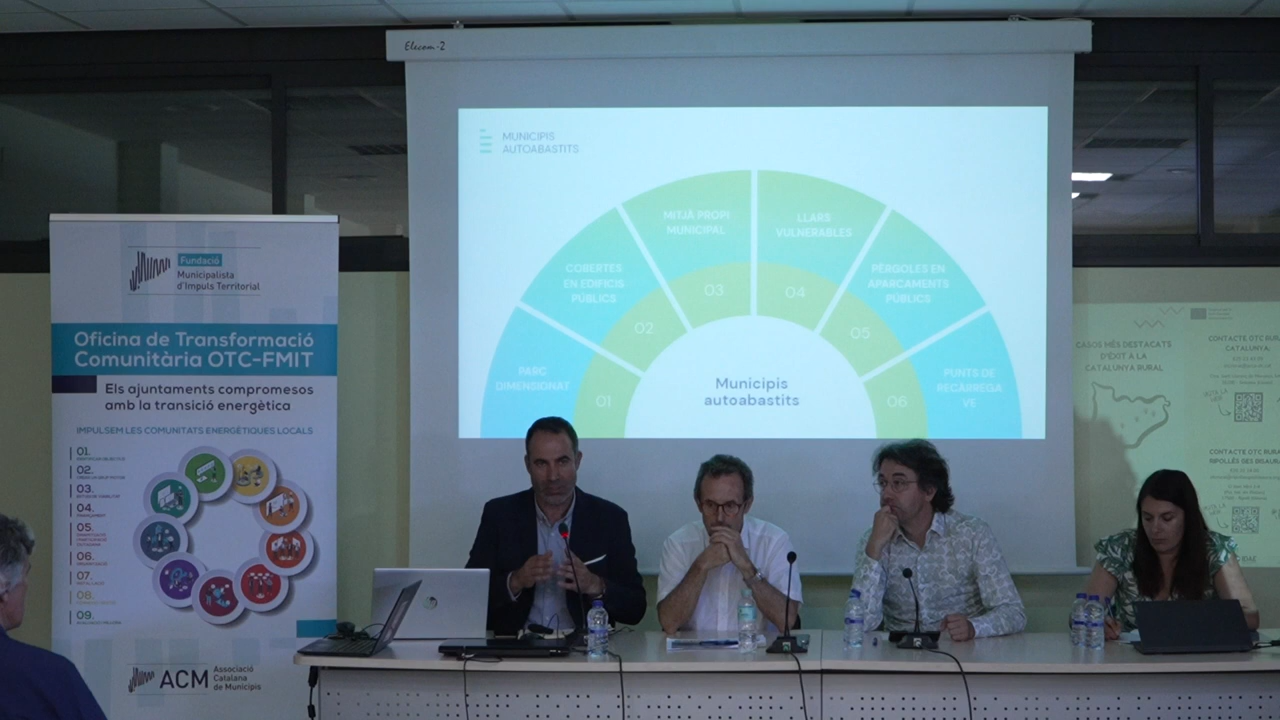 Elecom-2
MUNICIPIS
AUTOABASTITS
PARC
DIMENSIONAT
01
COBERTES
EN EDIFICIS
PÚBLICS
02
MITJÀ PROPI
MUNICIPAL
03
LLARS
VULNERABLES
04
PÈRGOLES EN
APARCAMENTS
PÚBLICS
05
PUNTS DE
RECÀRREGA
VE
06
Municipis
autoabastits
Fundació
Municipalista
d'Impuls Territorial
Oficina de Transformació
Comunitària OTC-FMIT
Els ajuntaments compromesos
amb la transició energètica
IMPULSEM LES COMUNITATS ENERGÈTIQUES LOCALS
01.
02.
03.
04.
05.
06.
07.
08.
09.
ACM
Associació
Catalana
de Municipis
CASOS MÉS DESTACATS
D'ÈXIT A LA
CATALUNYA RURAL
CONTACTE OTC RURAL
CATALUNYA:
CONTACTE OTC RURAL